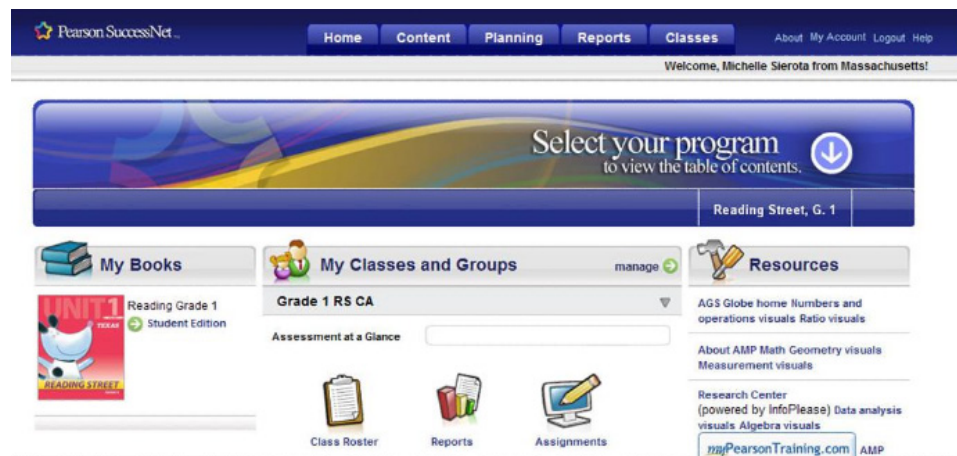 Pearson SuccessNet
Home Content Planning Reports Classes About My Account Logout Help
Welcome, Michelle Sierota from Massachusetts!
Select your program
to view the table of contents.
Reading Street, G. 1
My Books
UNIT 1
TEXAS
READING STREET
Reading Grade 1
Student Edition
My Classes and Groups manage
Grade 1 RS CA
Assessment at a Glance
Class Roster Reports Assignments
Resources
AGS Globe home Numbers and
operations visuals Ratio visuals
About AMP Math Geometry visuals
Measurement visuals
Research Center
(powered by InfoPlease) Data analysis
visuals Algebra visuals
myPearsonTraining.com AMP